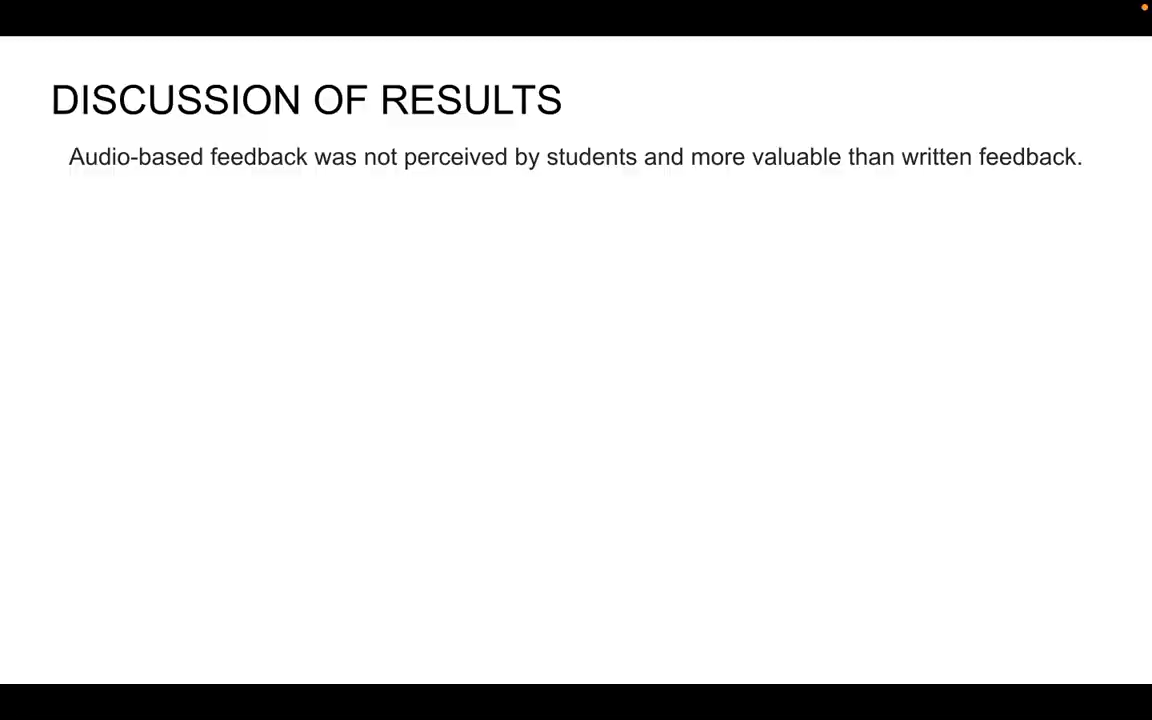 DISCUSSION OF RESULTS
Audio-based feedback was not perceived by students and more valuable than written feedback.